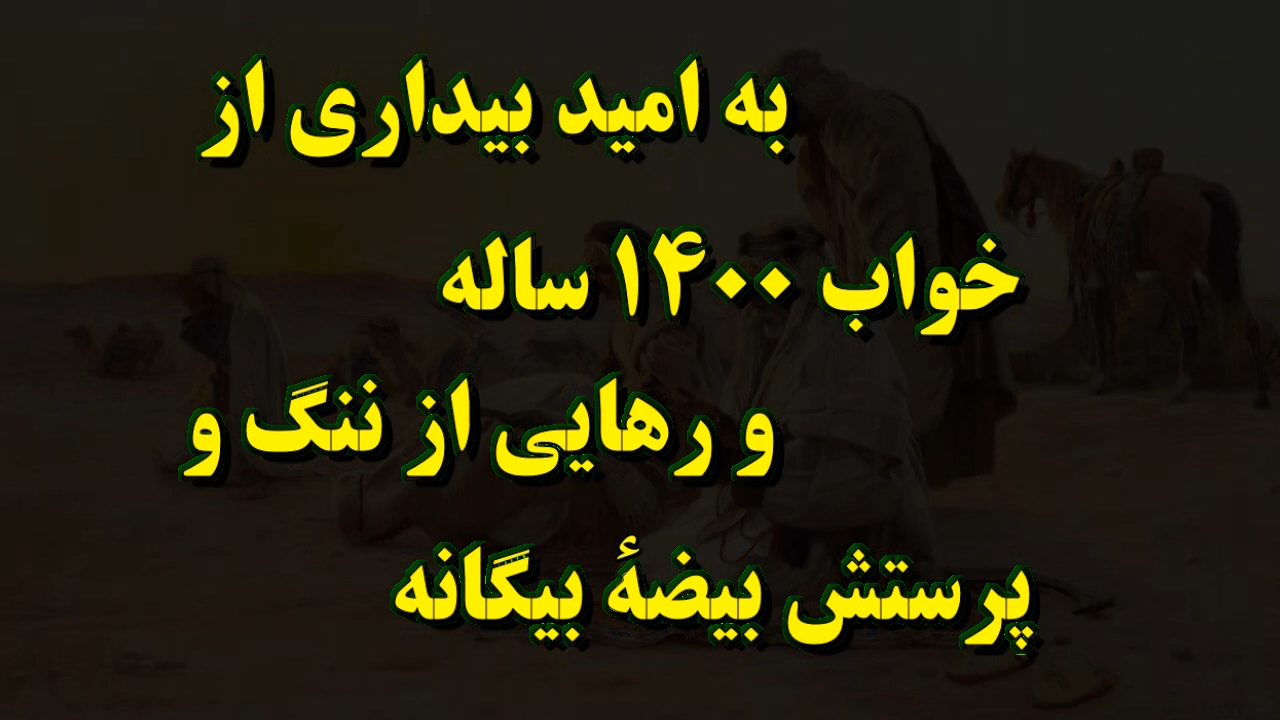 به امید بیداری از
خواب ۱۴۰۰ ساله
و رهایی از ننگ و
پرستش بیضهٔ بیگانه